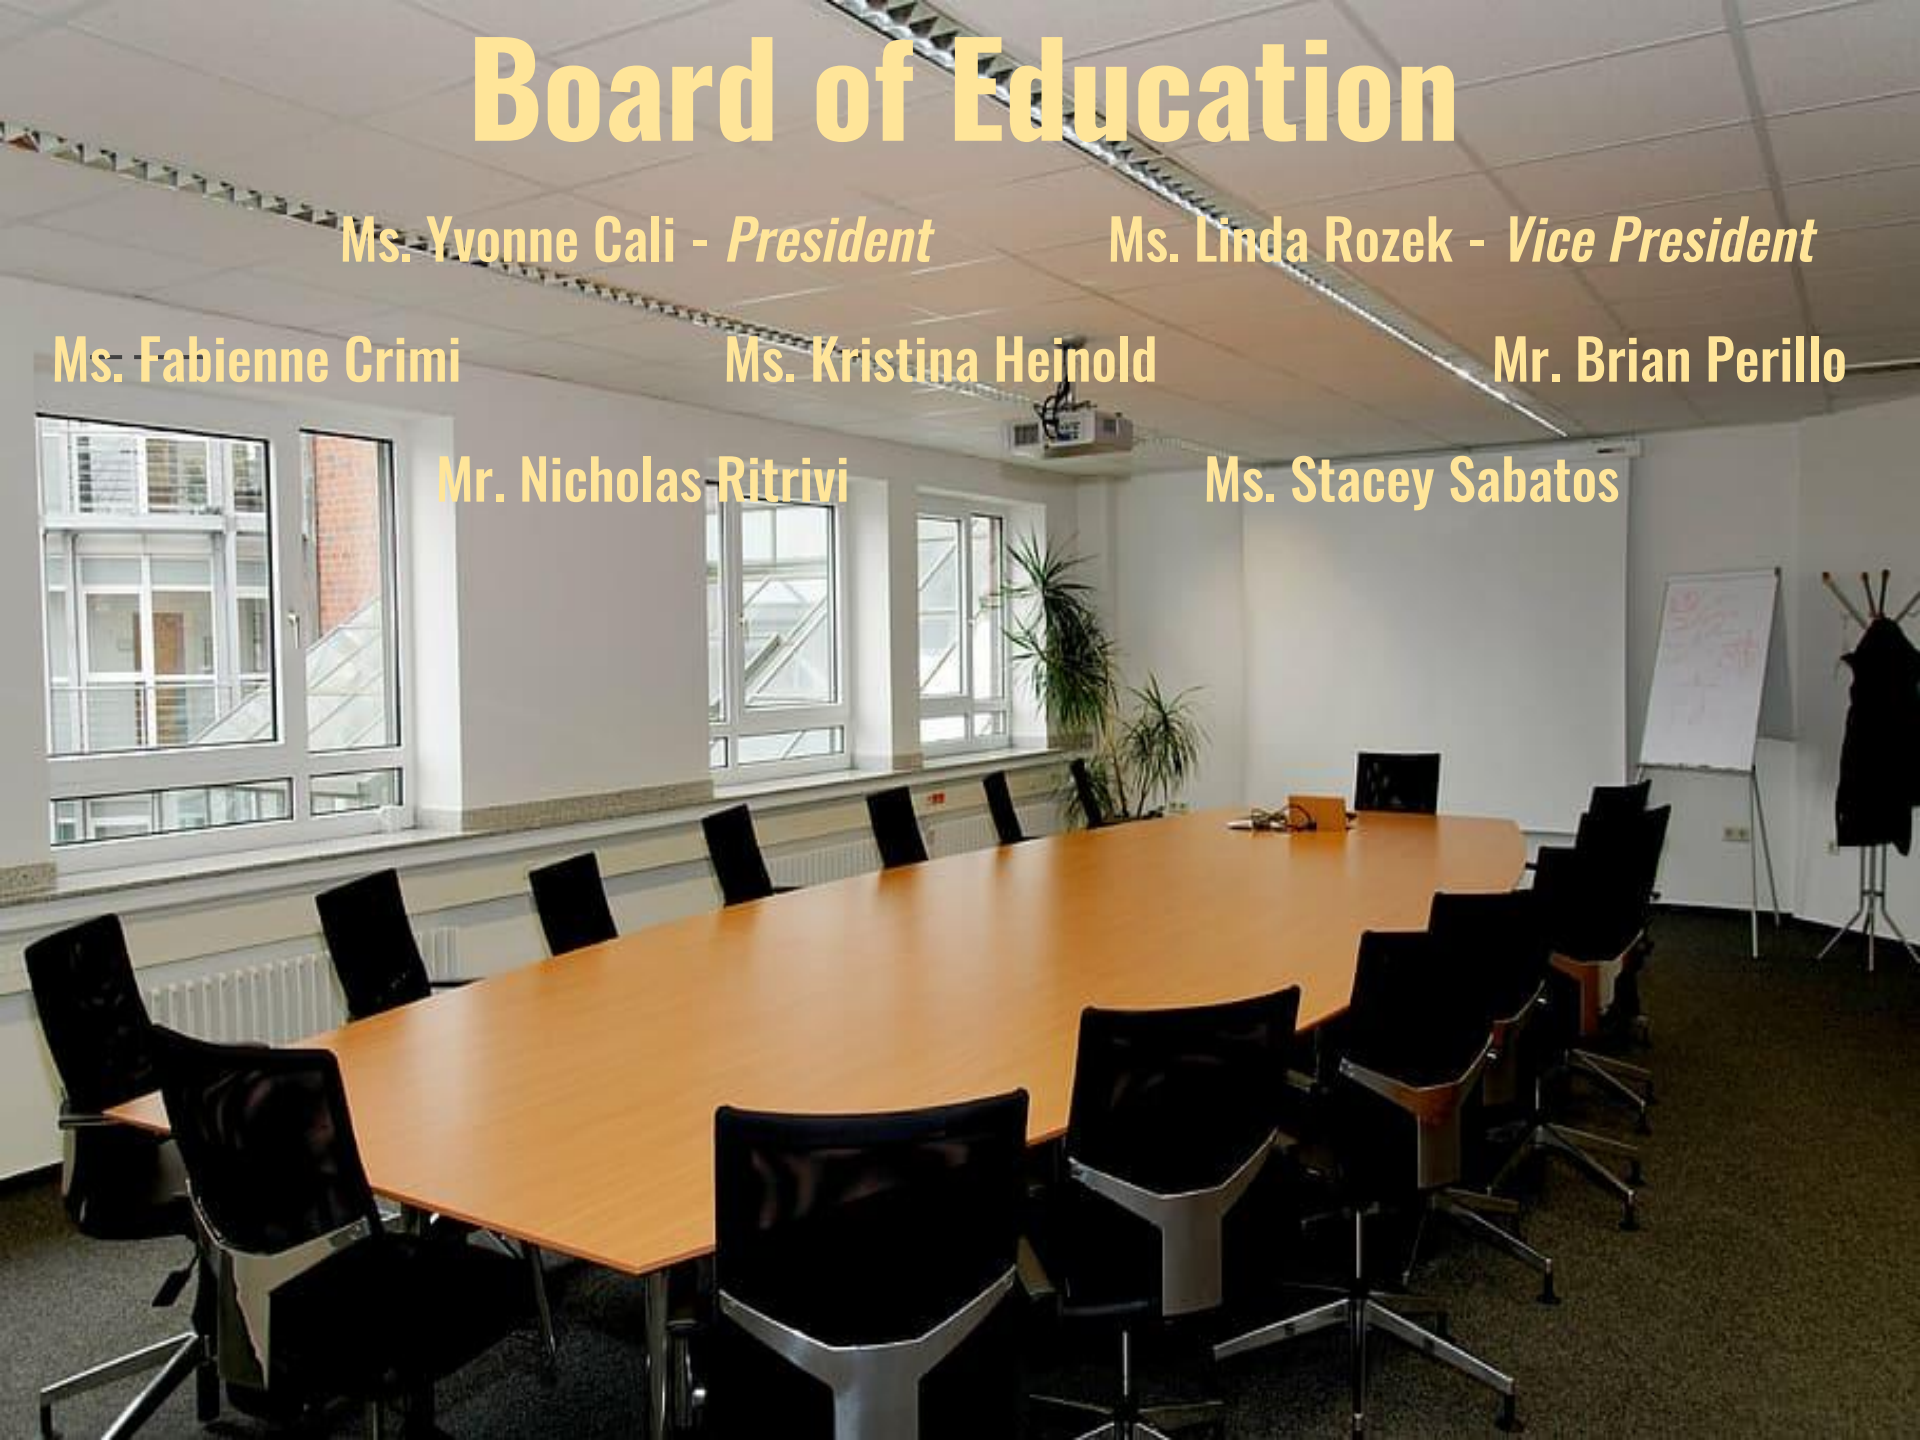 Board of Education
Ms. Yvonne Cali - President Ms. Linda Rozek - Vice President
Ms. Fabienne Crimi Ms. Kristina Heinold Mr. Brian Perillo
Mr. Nicholas Ritrivi Ms. Stacey Sabatos